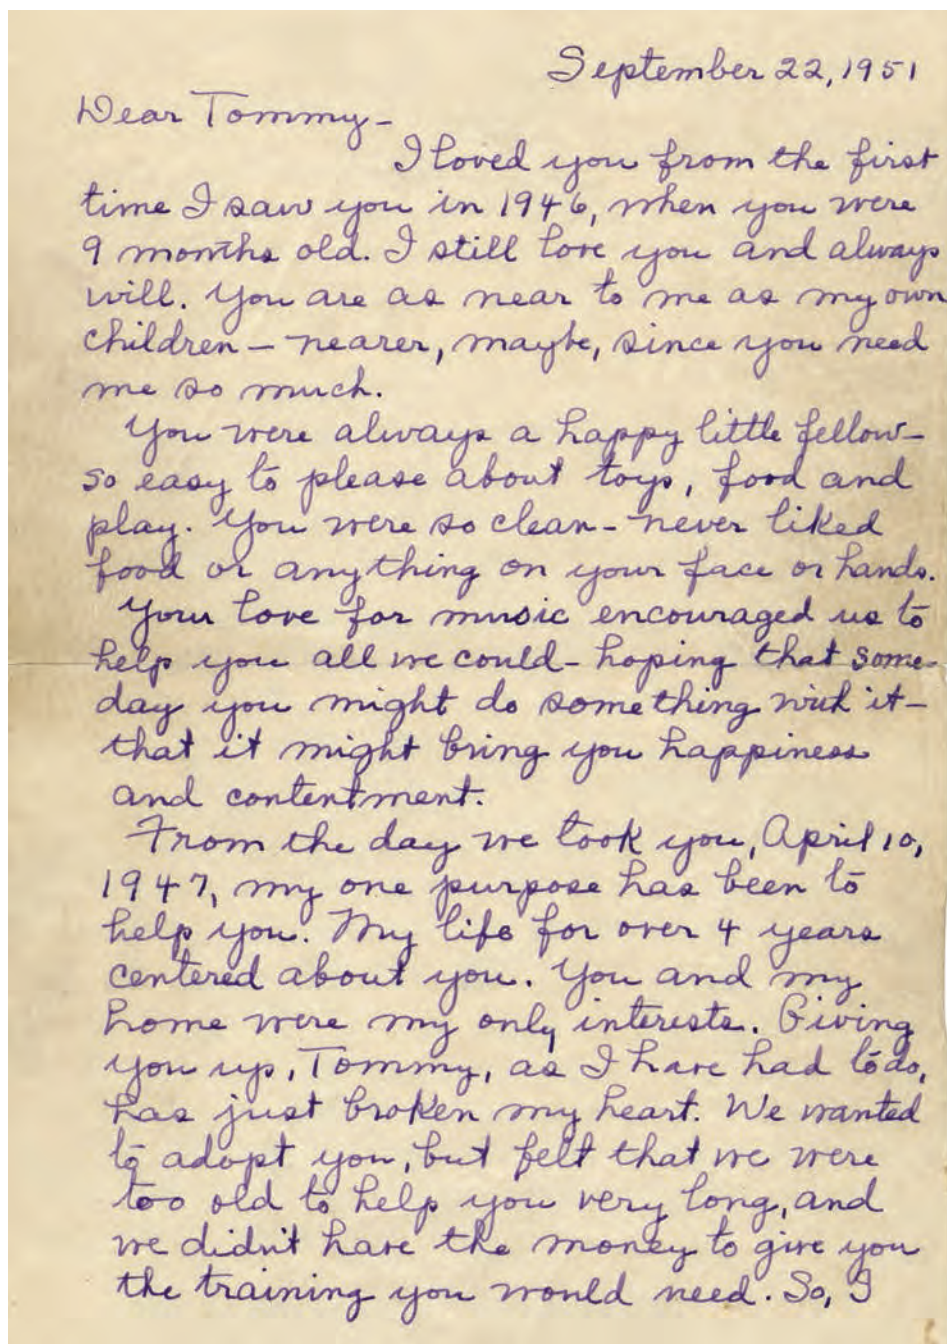 September 22, 1951
Dear Tommy-
I loved you from the first
time I saw you in 1946, when you were
9 months old. I still love you and always
will. You are as near to me as my own
children - nearer, maybe, since you need
me so much.
You were always a happy little fellow-
so easy to please about toys, food and
play. You were so clean - never liked
food or anything on your face or hands.
Your love for music encouraged us to
help you all we could - hoping that some-
day you might do something with it -
that it might bring you happiness
and contentment.
From the day we took you, April 10,
1947, my one purpose has been to
help you. My life for over 4 years
centered about you. You and my
home were my only interests. Giving
you up, Tommy, as I have had to do,
has just broken my heart. We wanted
to adopt you, but felt that we were
too old to help you very long, and
we didn't have the money to give you
the training you would need. So, I